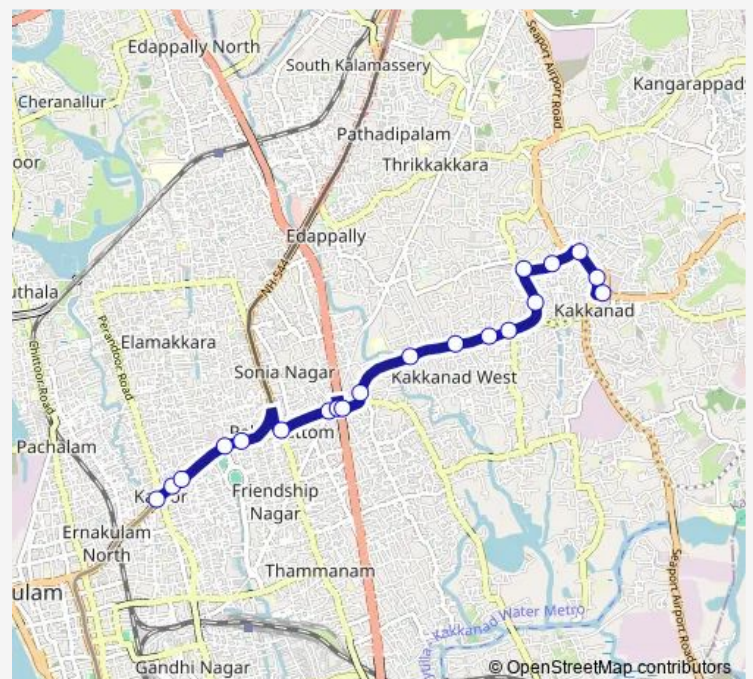 Edappally North
South Kalamassery
Seaport Airport Road
Kangarappad
Cheranallur
Pathadipalam
oor
Thrikkakkara
Edappally
NH 544
uthala
Kakkanad
Perandoor Road
Elamakkara
Chittoor Road
Sonia Nagar
Kakkanad West
Pachalam
ttom
Friendship
Nagar
Ernakulam
North
Thammanam
ulam
Seaport Airport Road
Kakkanad Water Metro
Gandhi Nagar
© OpenStreetMap contributors